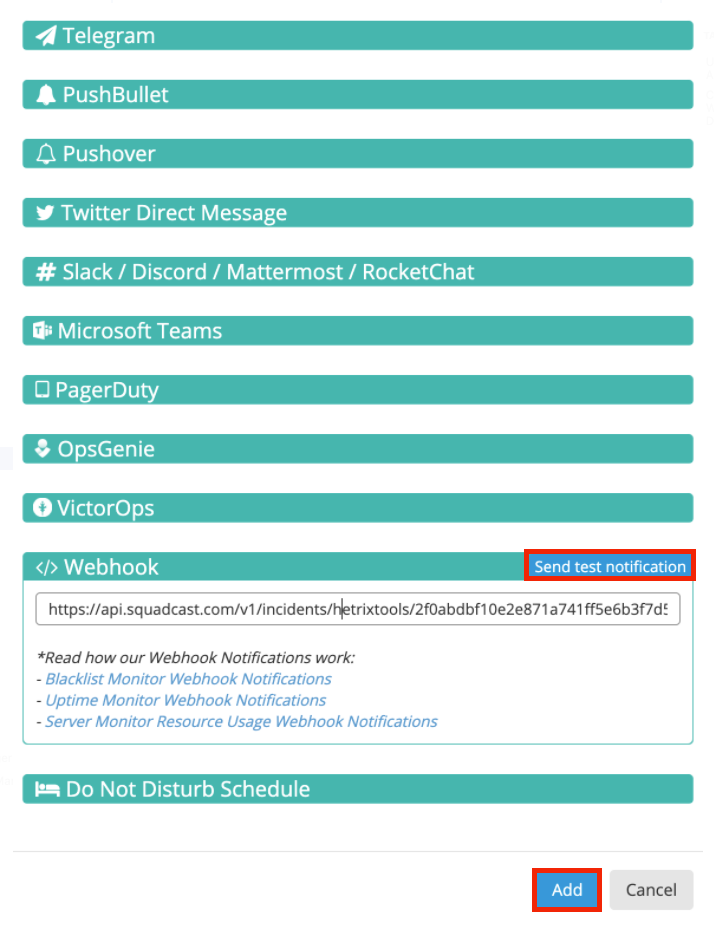 Telegram
PushBullet
Pushover
Twitter Direct Message
# Slack / Discord / Mattermost / RocketChat
Microsoft Teams
PagerDuty
OpsGenie
VictorOps
</> Webhook
Send test notification
https://api.squadcast.com/v1/incidents/hetrixtools/2f0abdbf10e2e871a741ff5e6b3f7d5
*Read how our Webhook Notifications work:
- Blacklist Monitor Webhook Notifications
- Uptime Monitor Webhook Notifications
- Server Monitor Resource Usage Webhook Notifications
Do Not Disturb Schedule
Add
Cancel